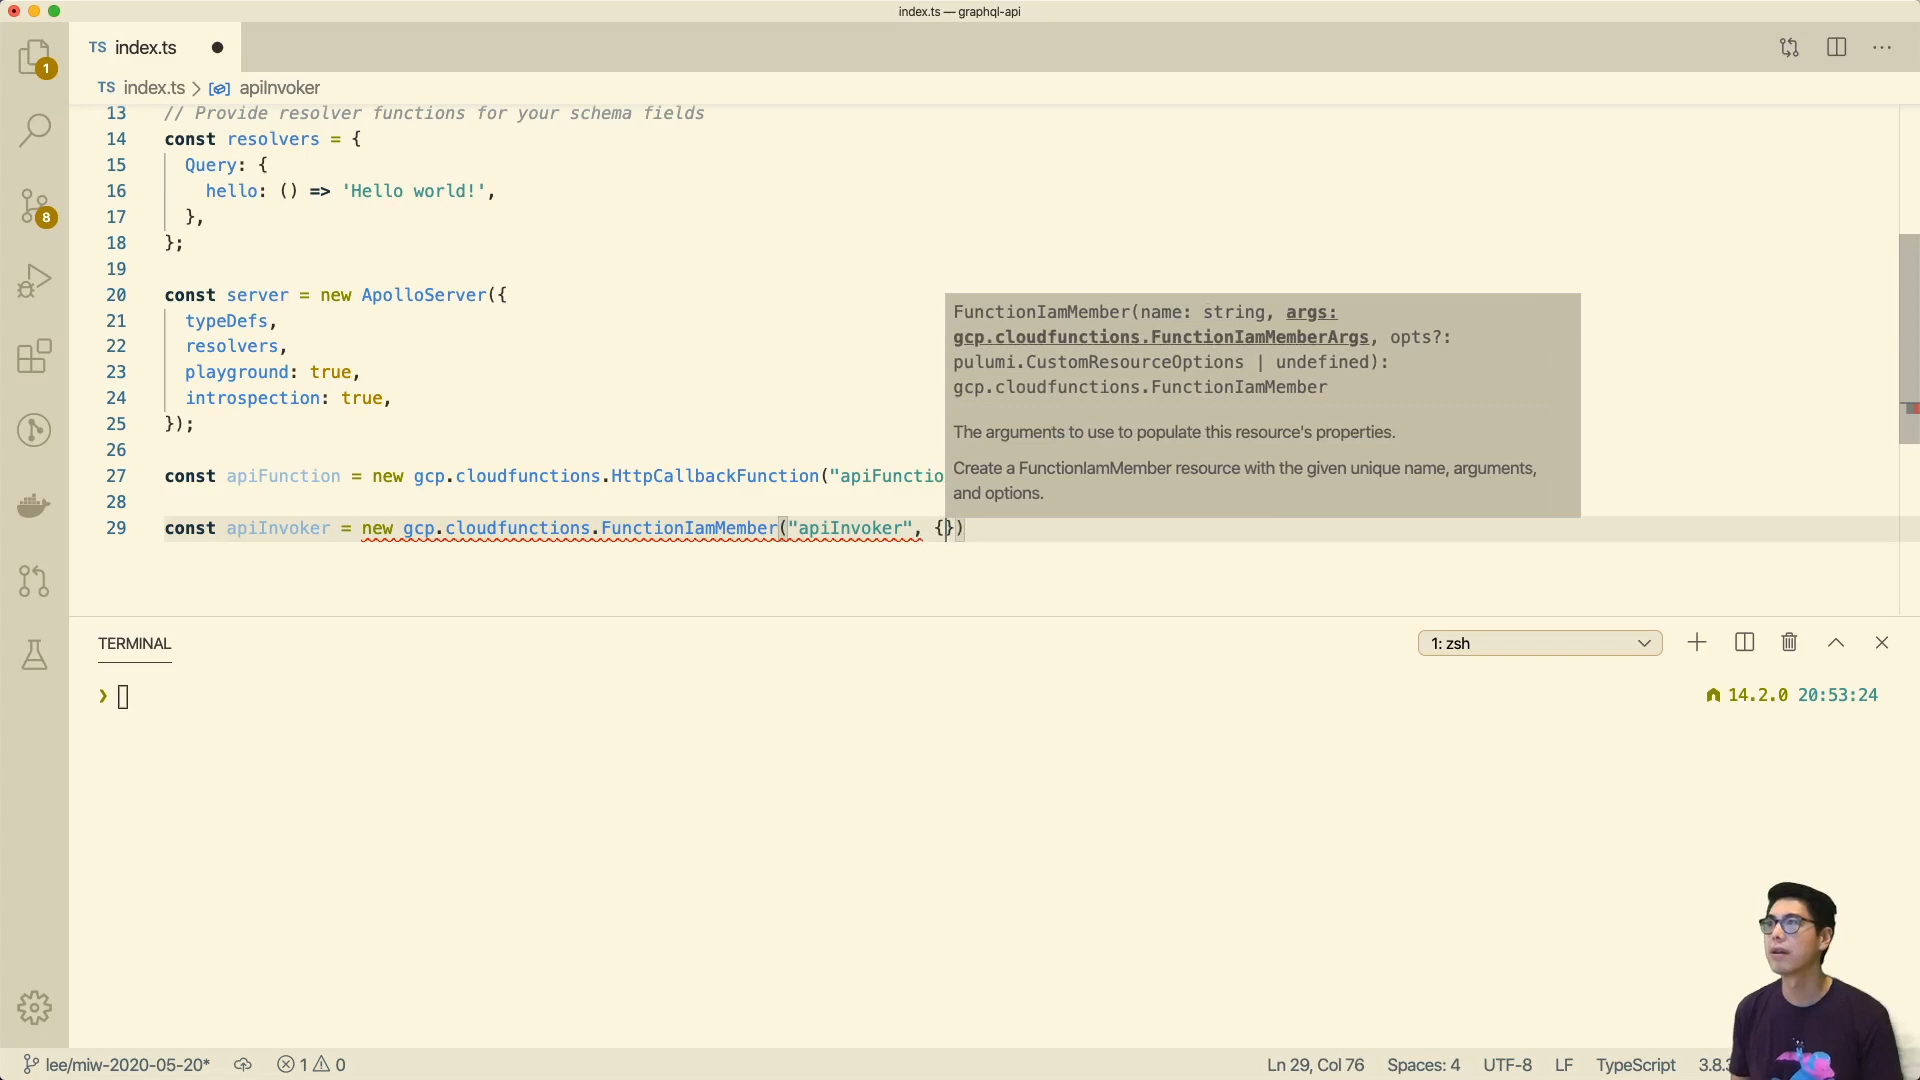 index.ts — graphql-api
TS index.ts
TS index.ts > apiInvoker
13 // Provide resolver functions for your schema fields
14 const resolvers = {
15 Query: {
16 hello: () => 'Hello world!',
17 },
18 };
19
20 const server = new ApolloServer({
21 typeDefs,
22 resolvers,
23 playground: true,
24 introspection: true,
25 });
26
27 const apiFunction = new gcp.cloudfunctions.HttpCallbackFunction("apiFunctio
28
29 const apiInvoker = new gcp.cloudfunctions.FunctionIamMember("apiInvoker", {})
FunctionIamMember(name: string, args:
gcp.cloudfunctions.FunctionIamMemberArgs, opts?:
pulumi.CustomResourceOptions | undefined):
gcp.cloudfunctions.FunctionIamMember
The arguments to use to populate this resource's properties.
Create a FunctionIamMember resource with the given unique name, arguments,
and options.
1
8
TERMINAL
1: zsh
❯
14.2.0 20:53:24
lee/miw-2020-05-20* 1 0
Ln 29, Col 76 Spaces: 4 UTF-8 LF TypeScript 3.8.3